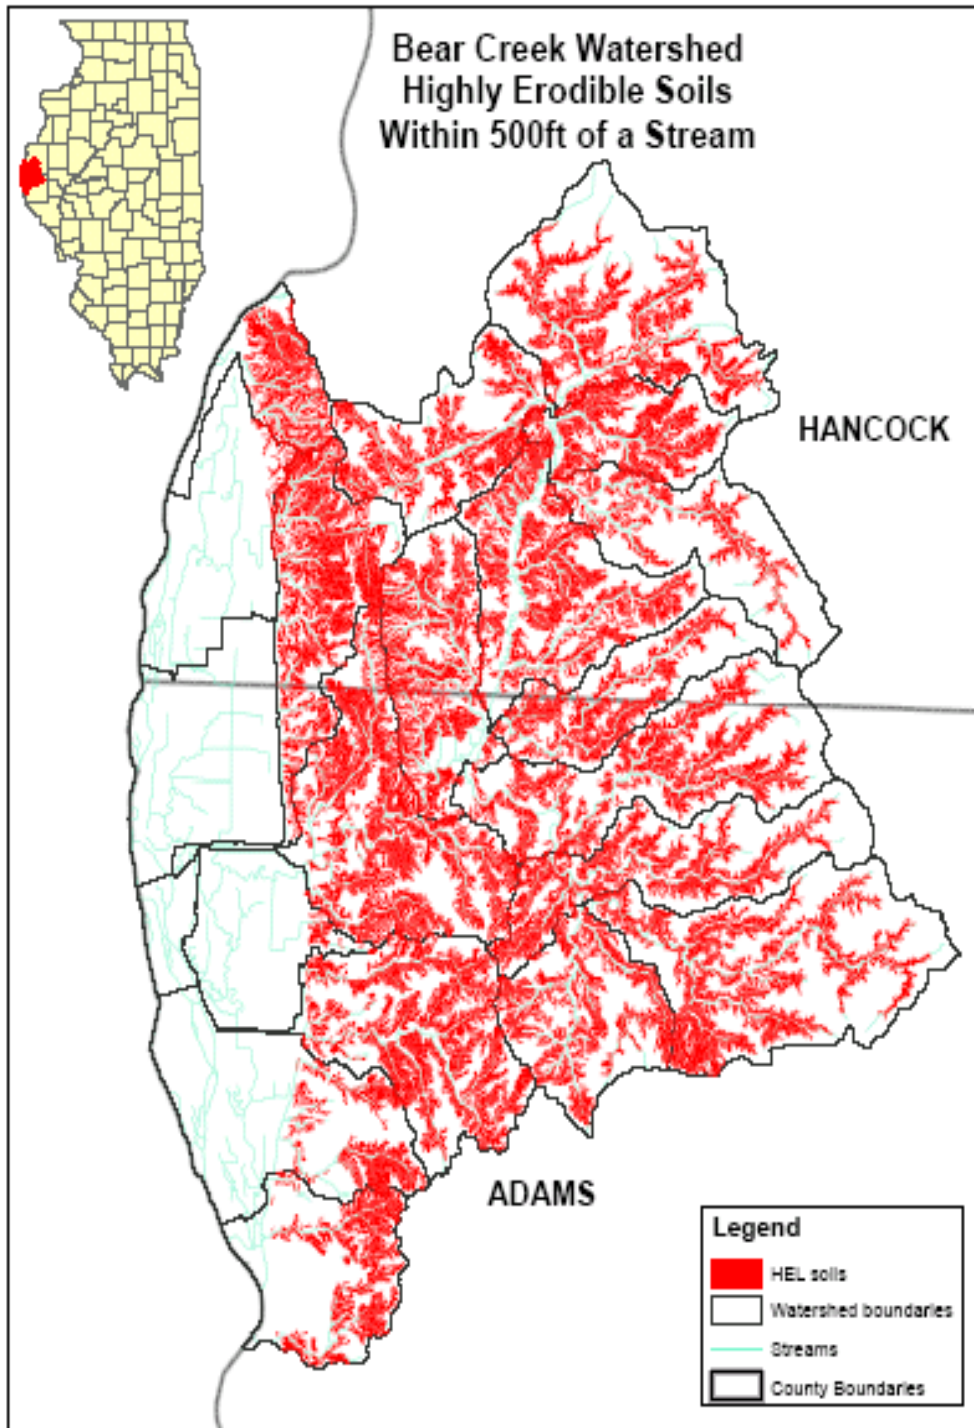 Bear Creek Watershed
Highly Erodible Soils
Within 500ft of a Stream
HANCOCK
ADAMS
Legend
HEL soils
Watershed boundaries
Streams
County Boundaries